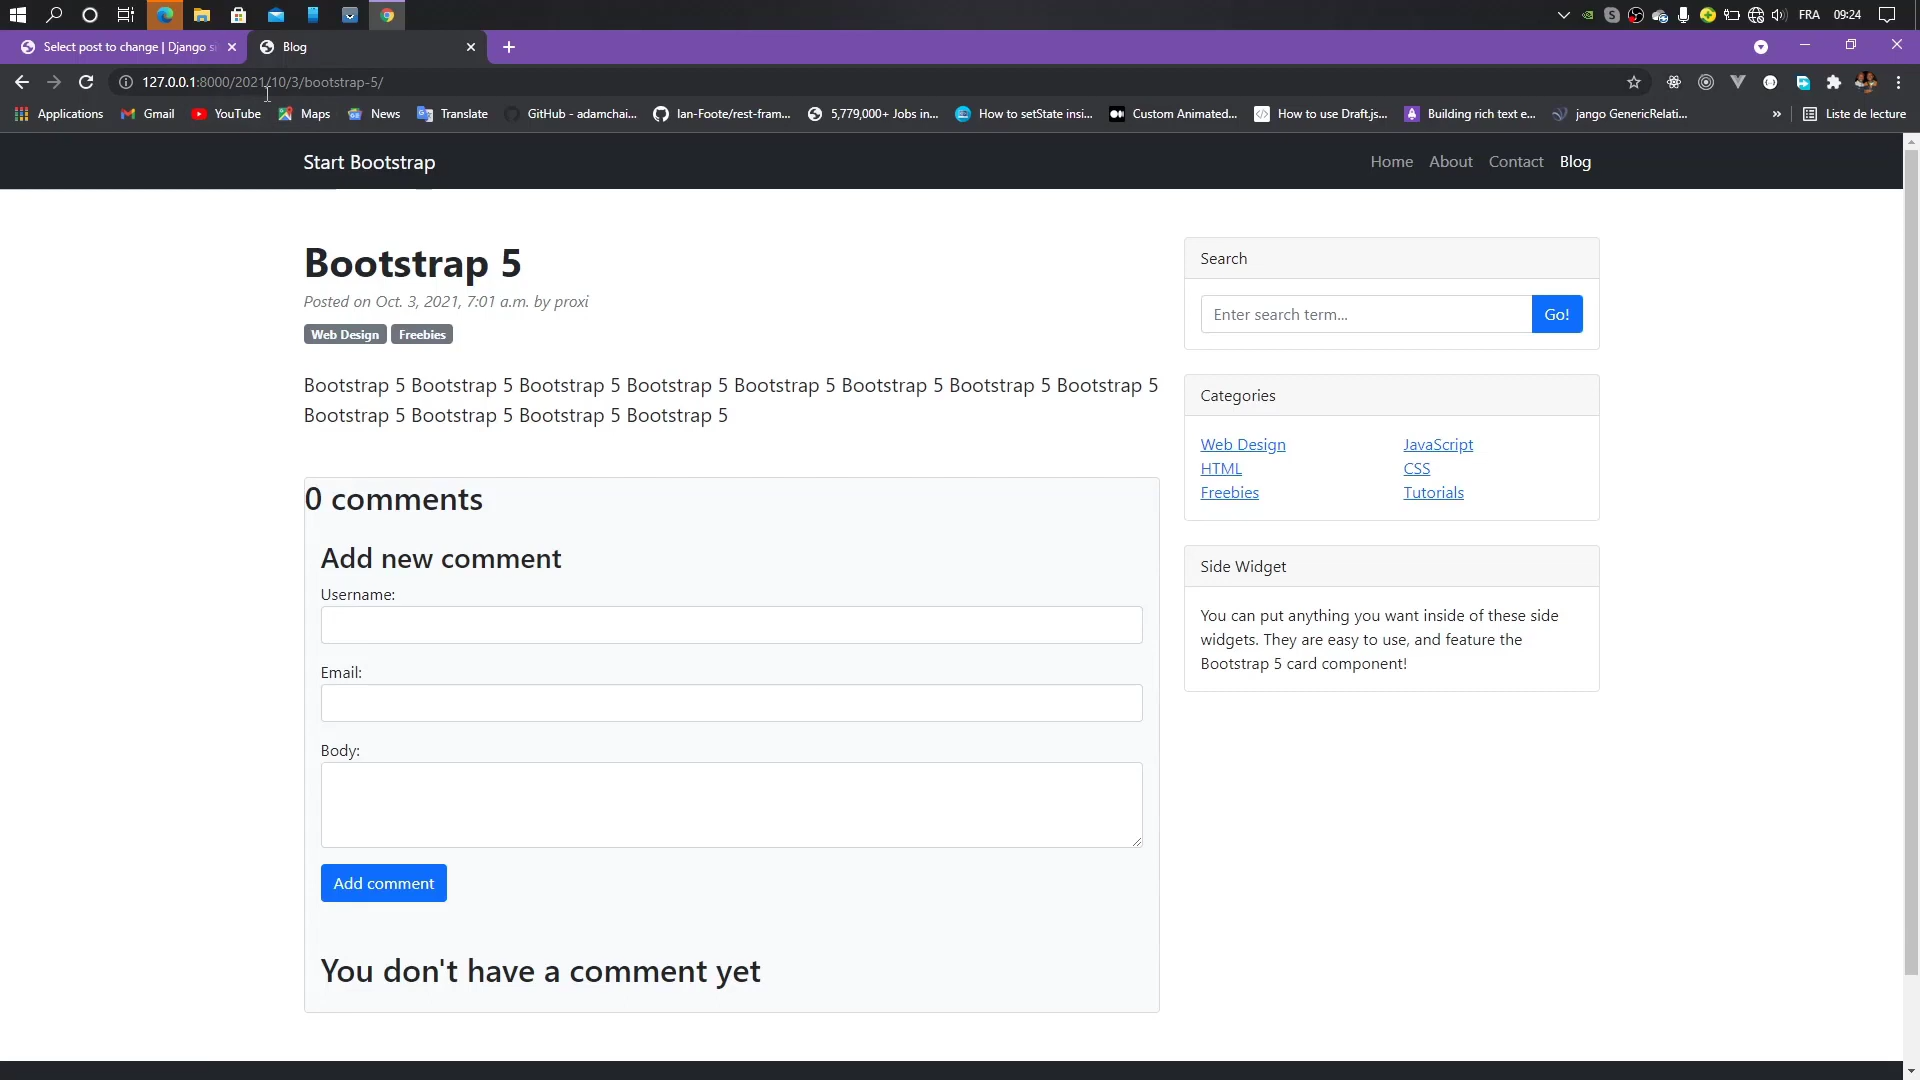 FRA
09:24
Select post to change | Django s
Blog
127.0.0.1:8000/2021/10/3/bootstrap-5/
Applications
Gmail
YouTube
Maps
News
Translate
GitHub - adamchai...
Ian-Foote/rest-fram...
5,779,000+ Jobs in...
How to setState insi...
Custom Animated...
How to use Draft.js...
Building rich text e...
jango GenericRelati...
»
Liste de lecture
Start Bootstrap
Home
About
Contact
Blog
Bootstrap 5
Posted on Oct. 3, 2021, 7:01 a.m. by proxi
Web Design
Freebies
Bootstrap 5 Bootstrap 5 Bootstrap 5 Bootstrap 5 Bootstrap 5 Bootstrap 5 Bootstrap 5 Bootstrap 5
Bootstrap 5 Bootstrap 5 Bootstrap 5 Bootstrap 5
0 comments
Add new comment
Username:
Email:
Body:
Add comment
You don't have a comment yet
Search
Enter search term...
Go!
Categories
Web Design
JavaScript
HTML
CSS
Freebies
Tutorials
Side Widget
You can put anything you want inside of these side
widgets. They are easy to use, and feature the
Bootstrap 5 card component!